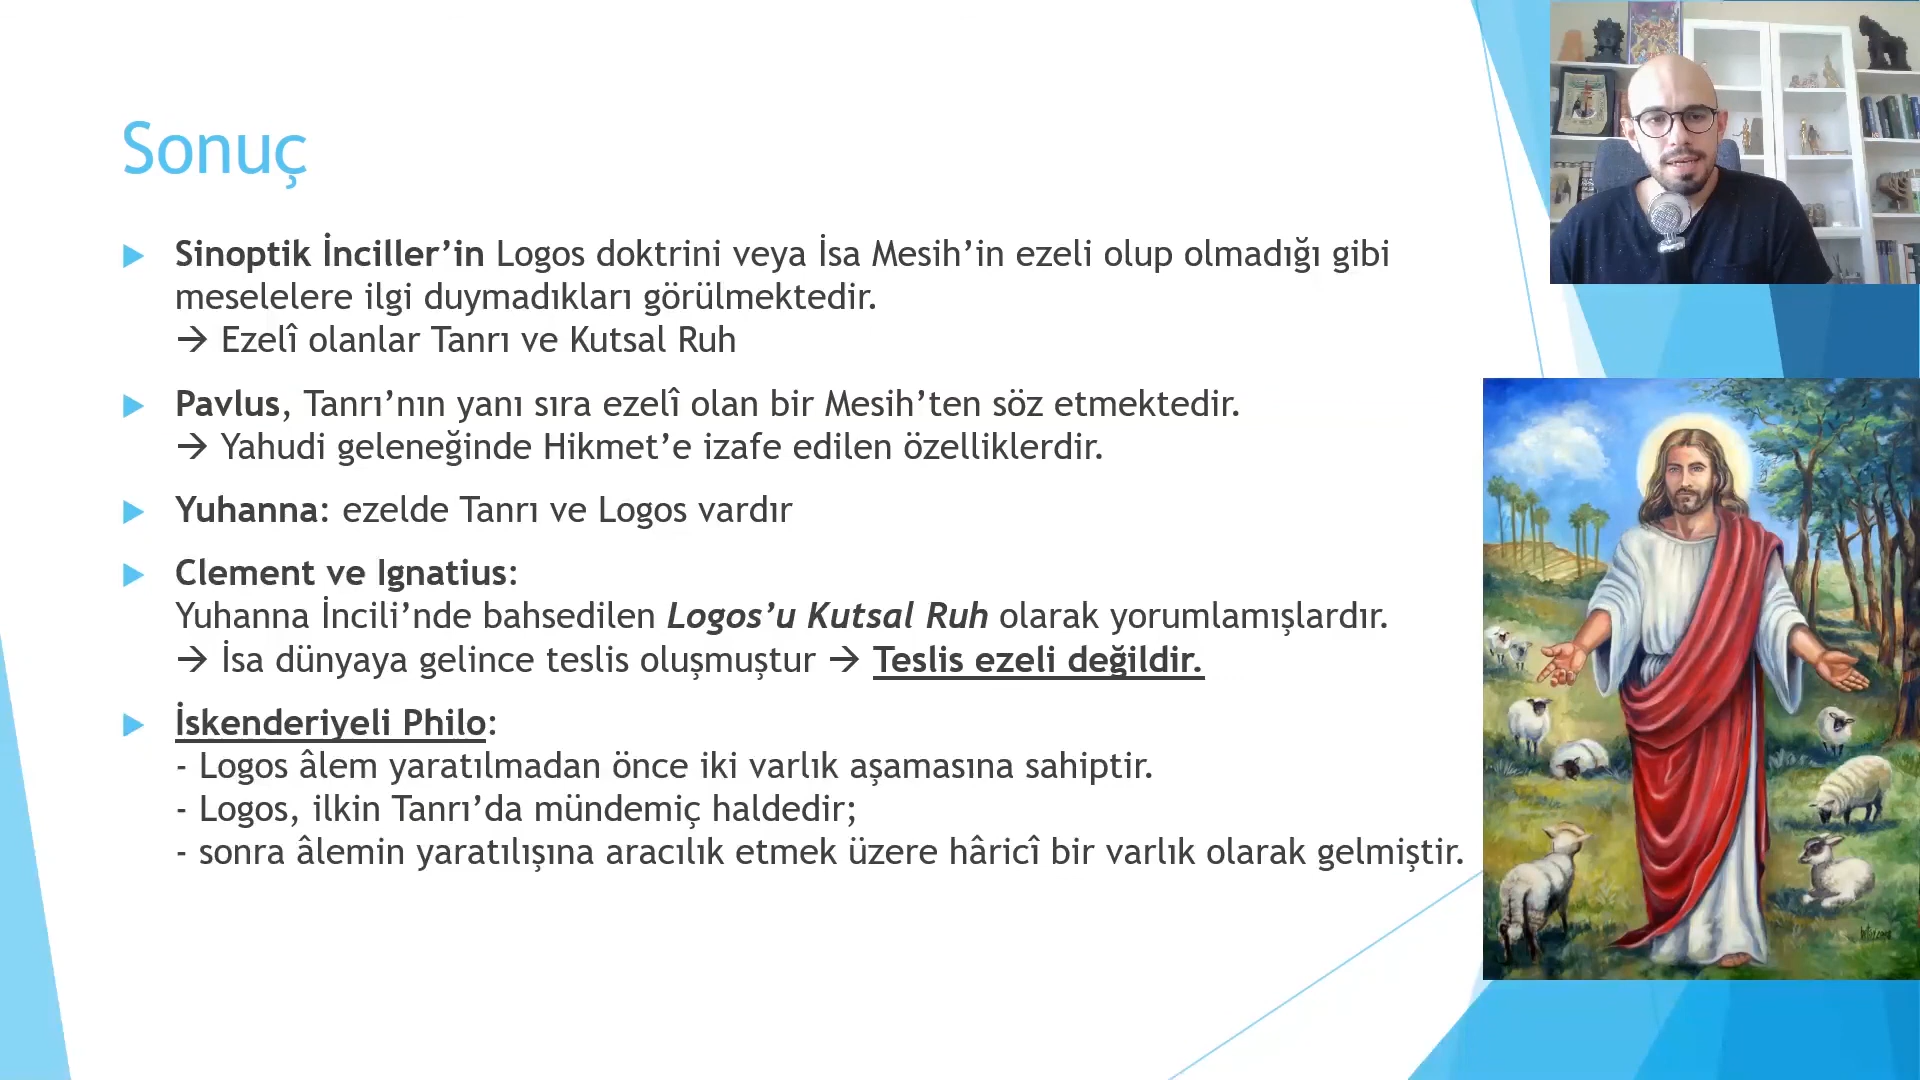 Sonuç
Sinoptik İnciller’in Logos doktrini veya İsa Mesih’in ezeli olup olmadığı gibi
meselelere ilgi duymadıkları görülmektedir.
→ Ezelî olanlar Tanrı ve Kutsal Ruh
Pavlus, Tanrı’nın yanı sıra ezelî olan bir Mesih’ten söz etmektedir.
→ Yahudi geleneğinde Hikmet’e izafe edilen özelliklerdir.
Yuhanna: ezelde Tanrı ve Logos vardır
Clement ve Ignatius:
Yuhanna İncili’nde bahsedilen Logos’u Kutsal Ruh olarak yorumlamışlardır.
→ İsa dünyaya gelince teslis oluşmuştur → Teslis ezeli değildir.
İskenderiyeli Philo:
- Logos âlem yaratılmadan önce iki varlık aşamasına sahiptir.
- Logos, ilkin Tanrı’da mündemiç haldedir;
- sonra âlemin yaratılışına aracılık etmek üzere hâricî bir varlık olarak gelmiştir.